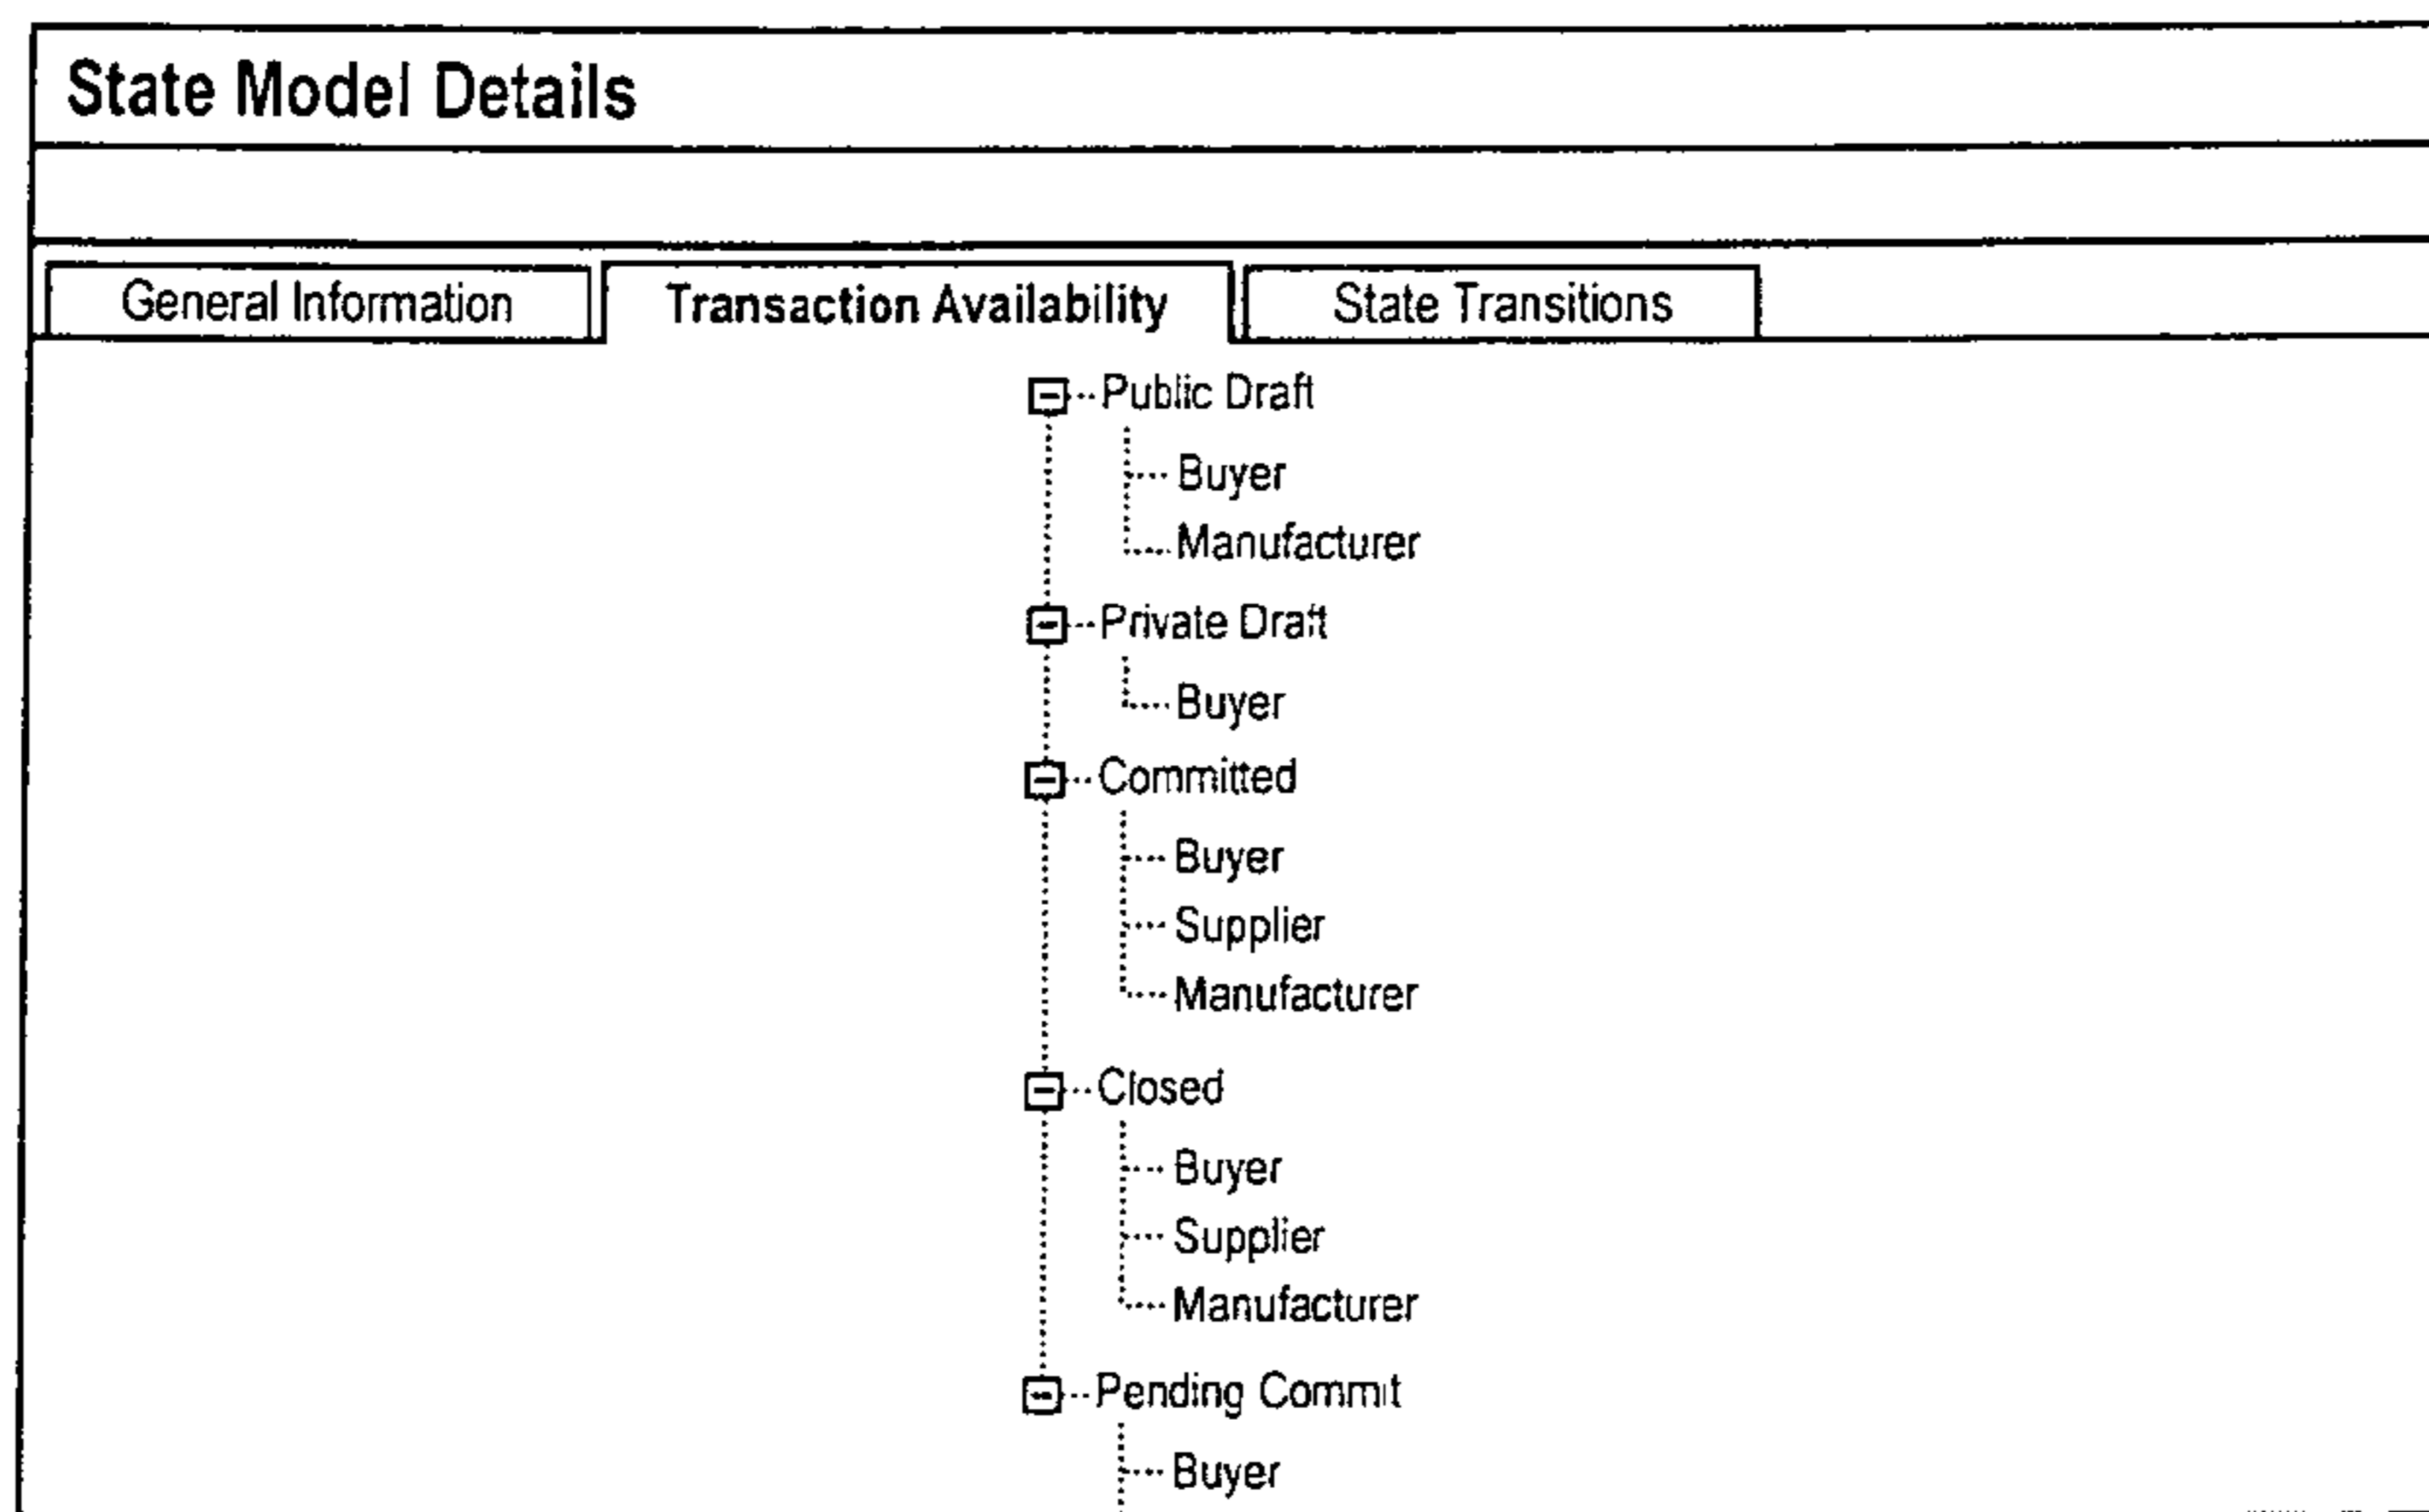 State Model Details
General Information Transaction Availability State Transitions
Public Draft
Buyer
Manufacturer
Private Draft
Buyer
Committed
Buyer
Supplier
Manufacturer
Closed
Buyer
Supplier
Manufacturer
Pending Commit
Buyer